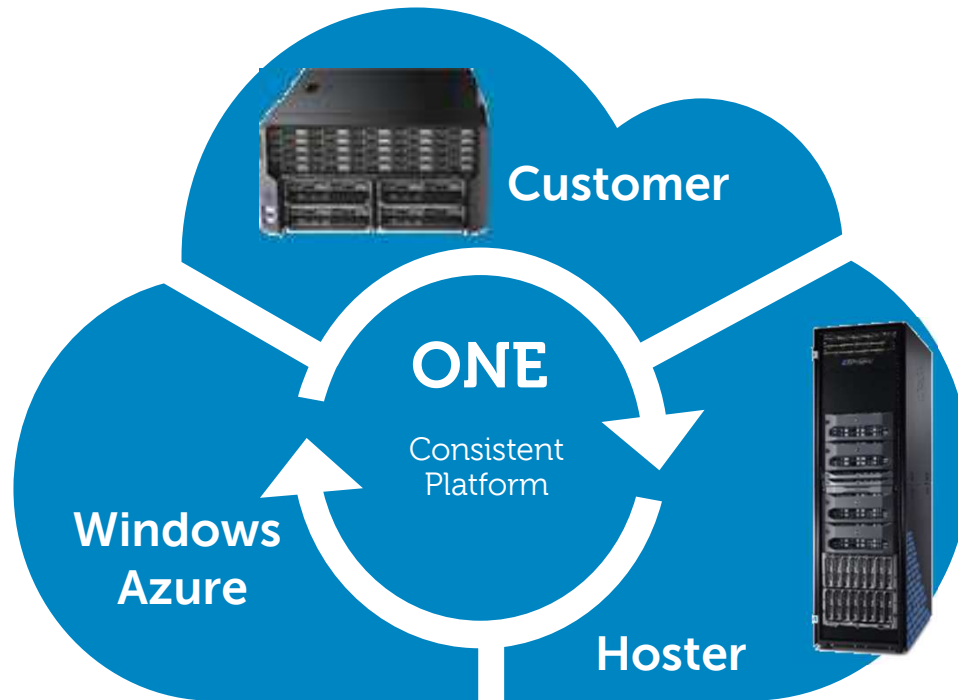 Customer
ONE
Consistent
Platform
Windows
Azure
Hoster